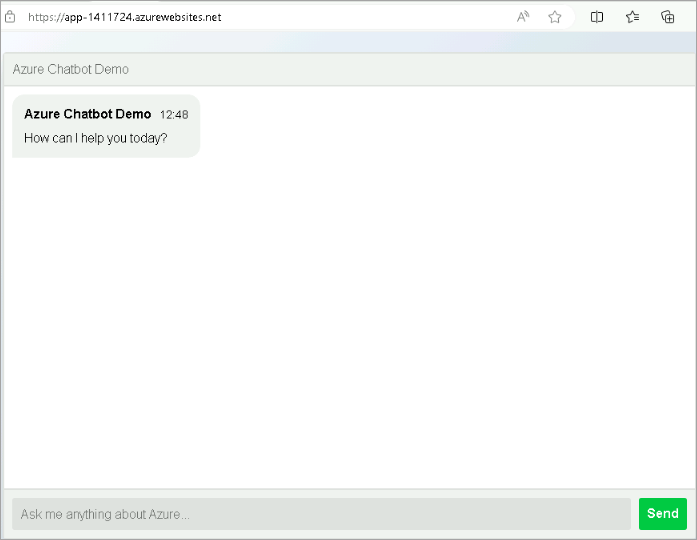 https://app-1411724.azurewebsites.net
Azure Chatbot Demo
Azure Chatbot Demo 12:48
How can I help you today?
Ask me anything about Azure...
Send